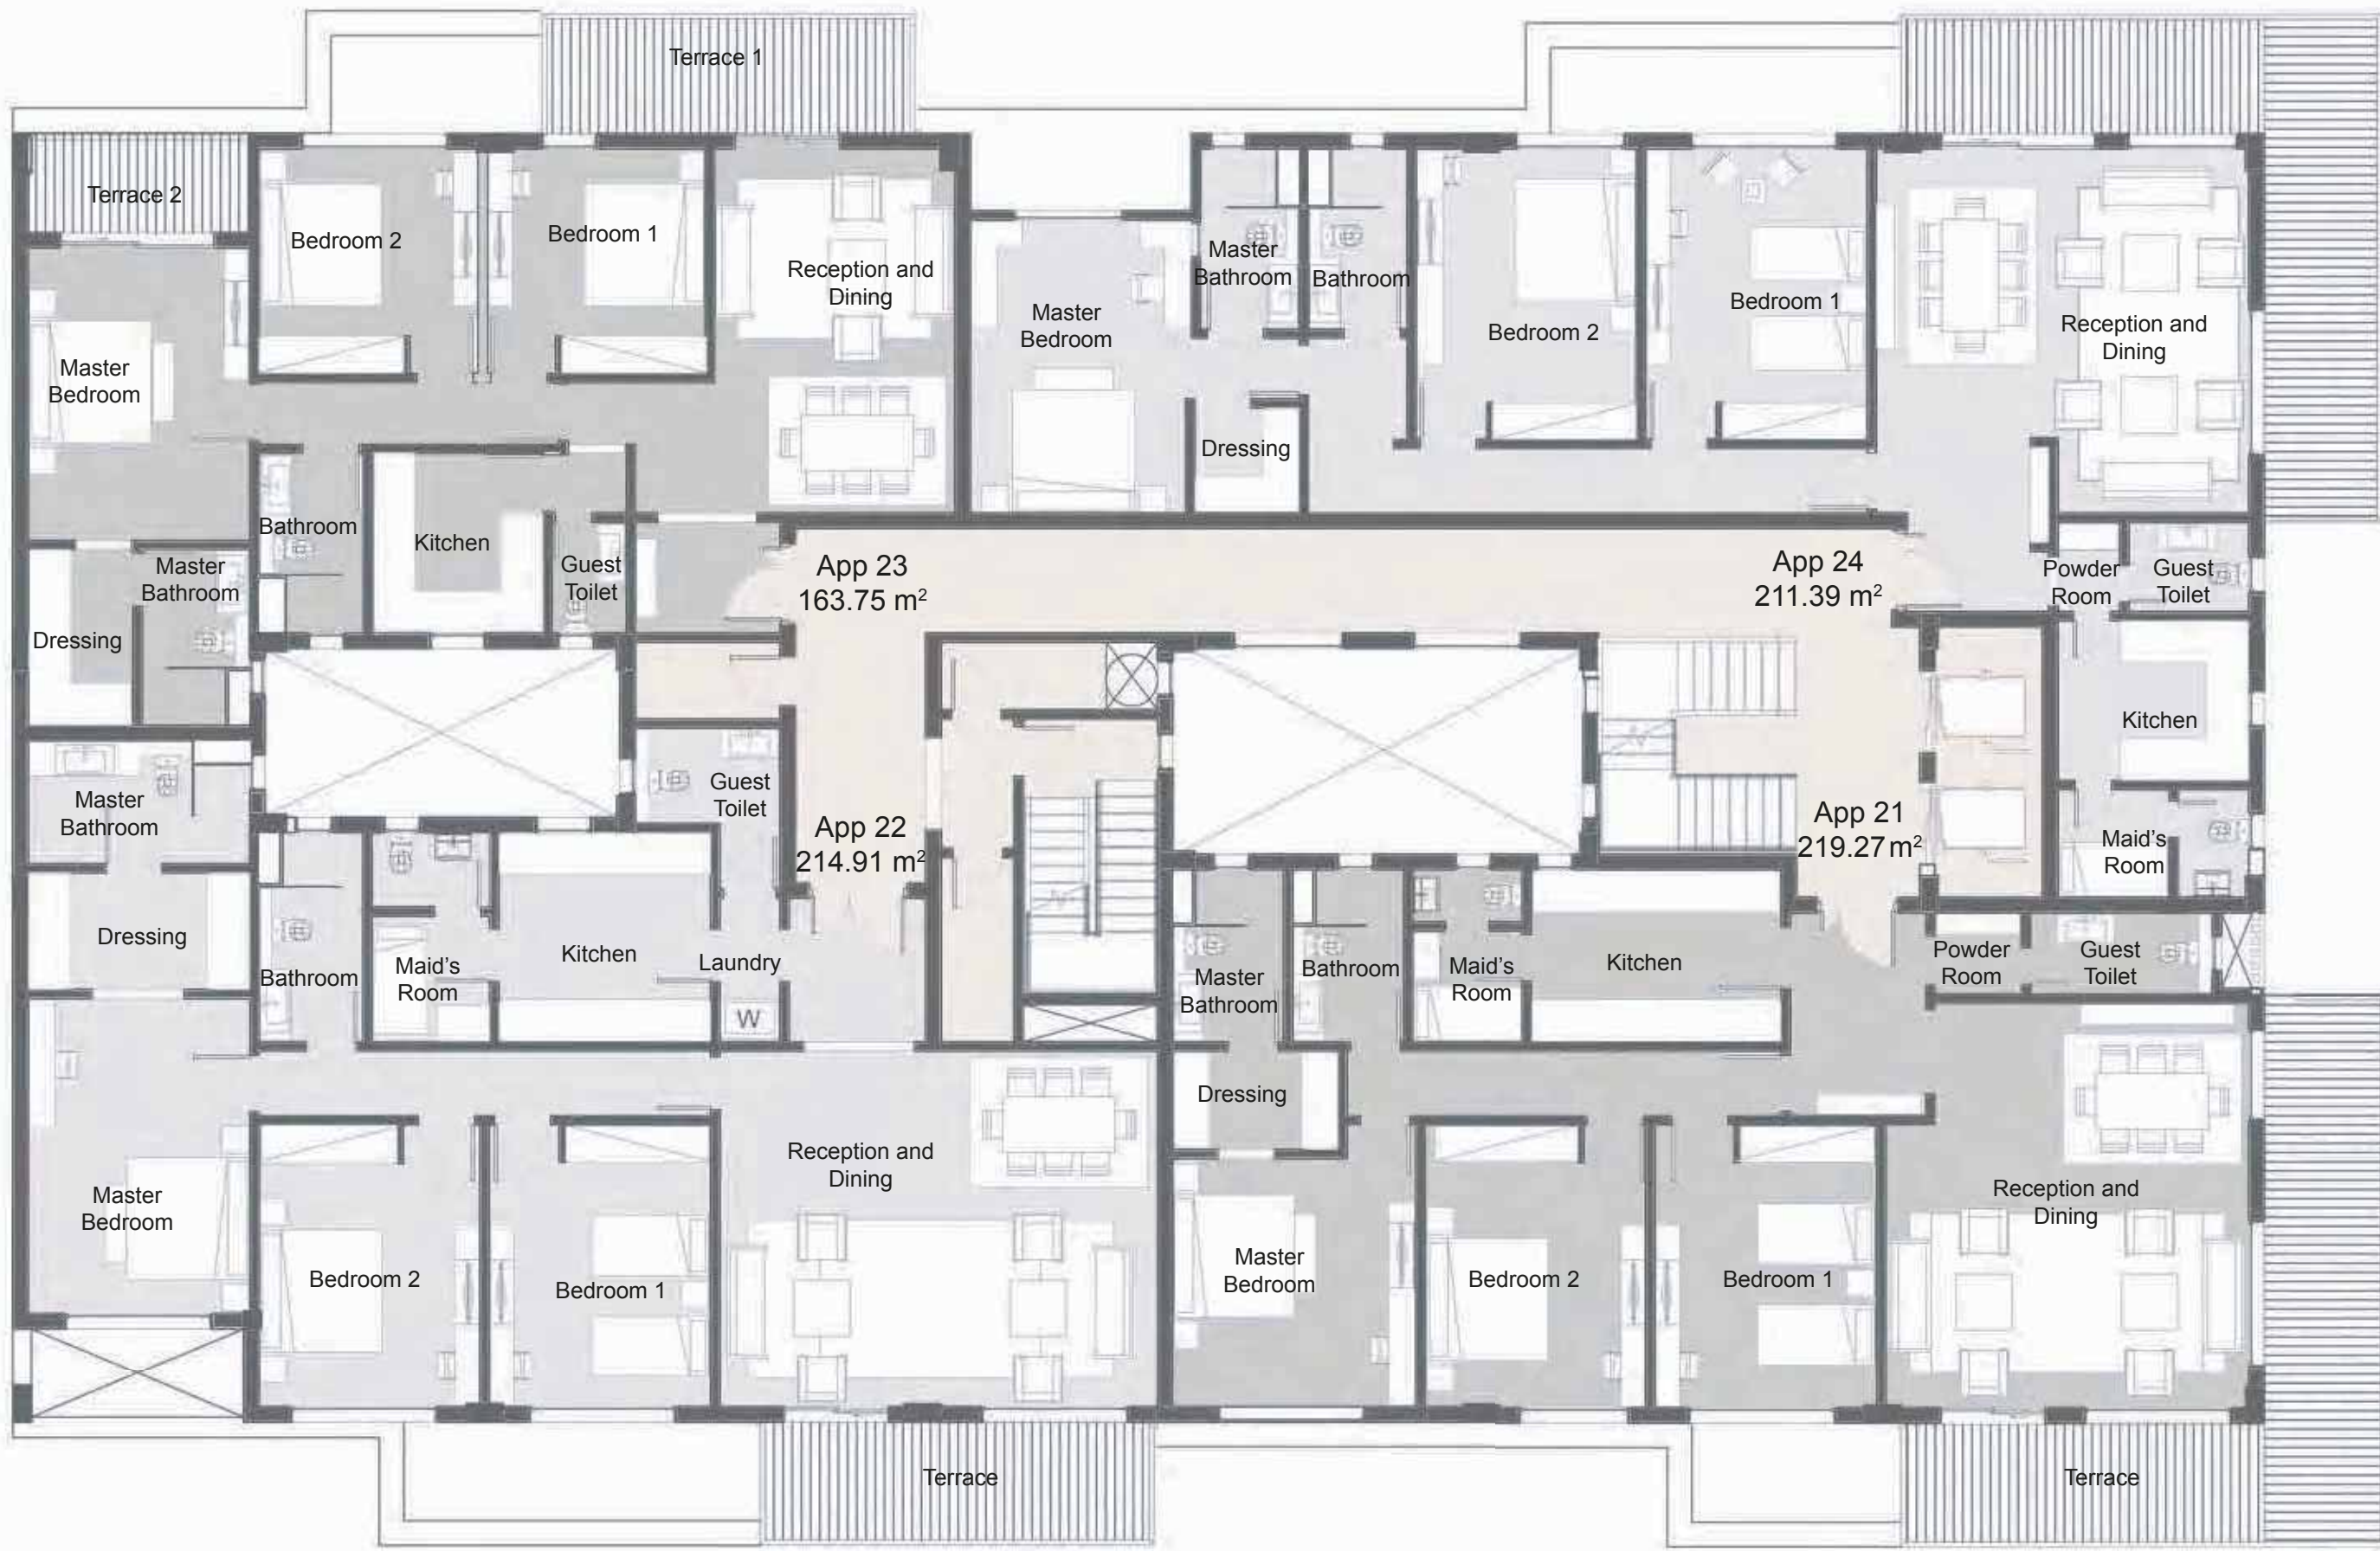 Terrace 1
Terrace 2
Bedroom 2
Bedroom 1
Reception and
Dining
Master
Bedroom
Bathroom
Kitchen
Guest
Toilet
Master
Bathroom
Dressing
App 23
163.75 m²
Master
Bedroom
Master
Bathroom
Bathroom
Dressing
Bedroom 2
Bedroom 1
Reception and
Dining
App 24
211.39 m²
Powder
Room
Guest
Toilet
Kitchen
Maid's
Room
Master
Bathroom
Dressing
Master
Bedroom
Bathroom
Maid's
Room
Kitchen
Laundry
W
Guest
Toilet
App 22
214.91 m²
Bedroom 2
Bedroom 1
Reception and
Dining
Terrace
App 21
219.27 m²
Master
Bathroom
Bathroom
Maid's
Room
Kitchen
Powder
Room
Guest
Toilet
Dressing
Master
Bedroom
Bedroom 2
Bedroom 1
Reception and
Dining
Terrace